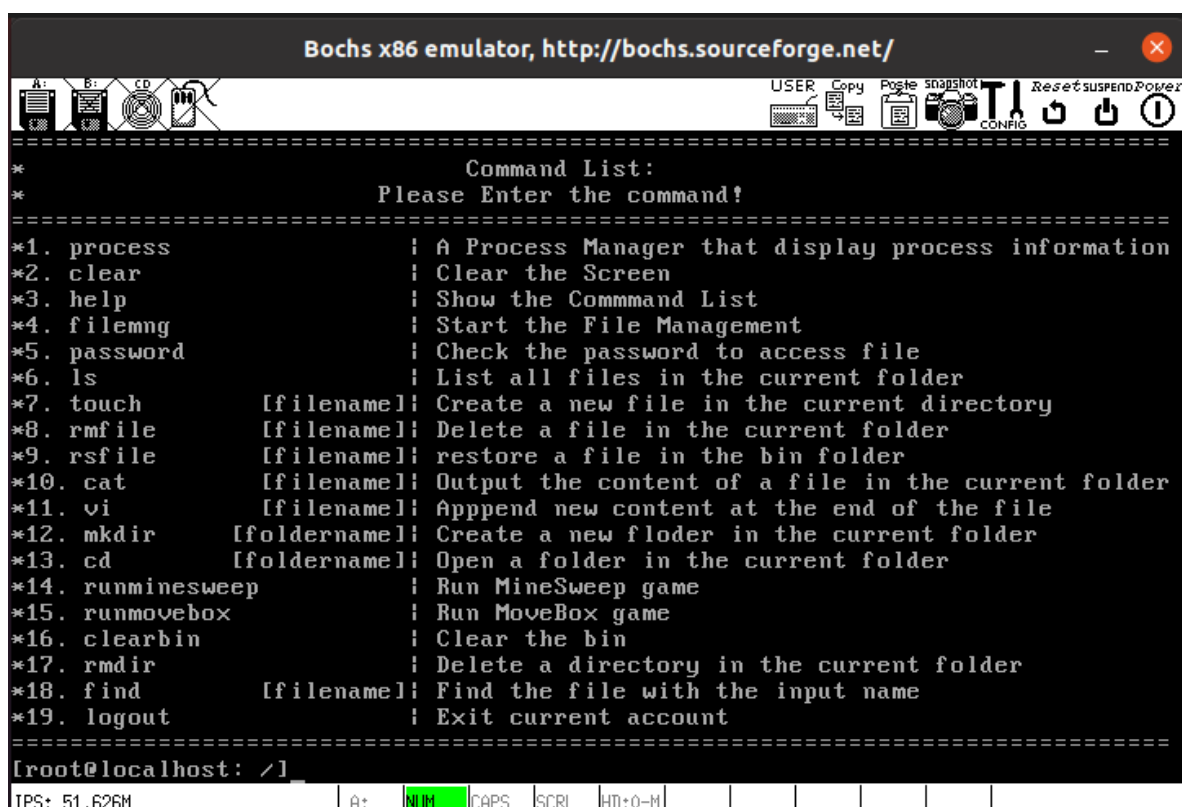 Bochs x86 emulator, http://bochs.sourceforge.net/
A: B: CD USER Copy Paste snapshot CONFIG Reset SUSPEND Power
================================================================================
* Command List:
* Please Enter the command!
================================================================================
*1. process | A Process Manager that display process information
*2. clear | Clear the Screen
*3. help | Show the Commmand List
*4. filemng | Start the File Management
*5. password | Check the password to access file
*6. ls | List all files in the current folder
*7. touch [filename]| Create a new file in the current directory
*8. rmfile [filename]| Delete a file in the current folder
*9. rsfile [filename]| restore a file in the bin folder
*10. cat [filename]| Output the content of a file in the current folder
*11. vi [filename]| Apppend new content at the end of the file
*12. mkdir [foldername]| Create a new floder in the current folder
*13. cd [foldername]| Open a folder in the current folder
*14. runminesweep | Run MineSweep game
*15. runmovebox | Run MoveBox game
*16. clearbin | Clear the bin
*17. rmdir | Delete a directory in the current folder
*18. find [filename]| Find the file with the input name
*19. logout | Exit current account
================================================================================
[root@localhost: /]_
IPS: 51.626M A: NUM CAPS SCRL HD:0-M